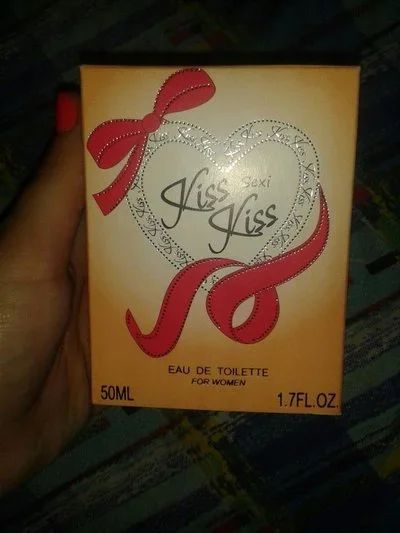 Sexi
Kiss
Kiss
EAU DE TOILETTE
FOR WOMEN
50ML
1.7FL.OZ.